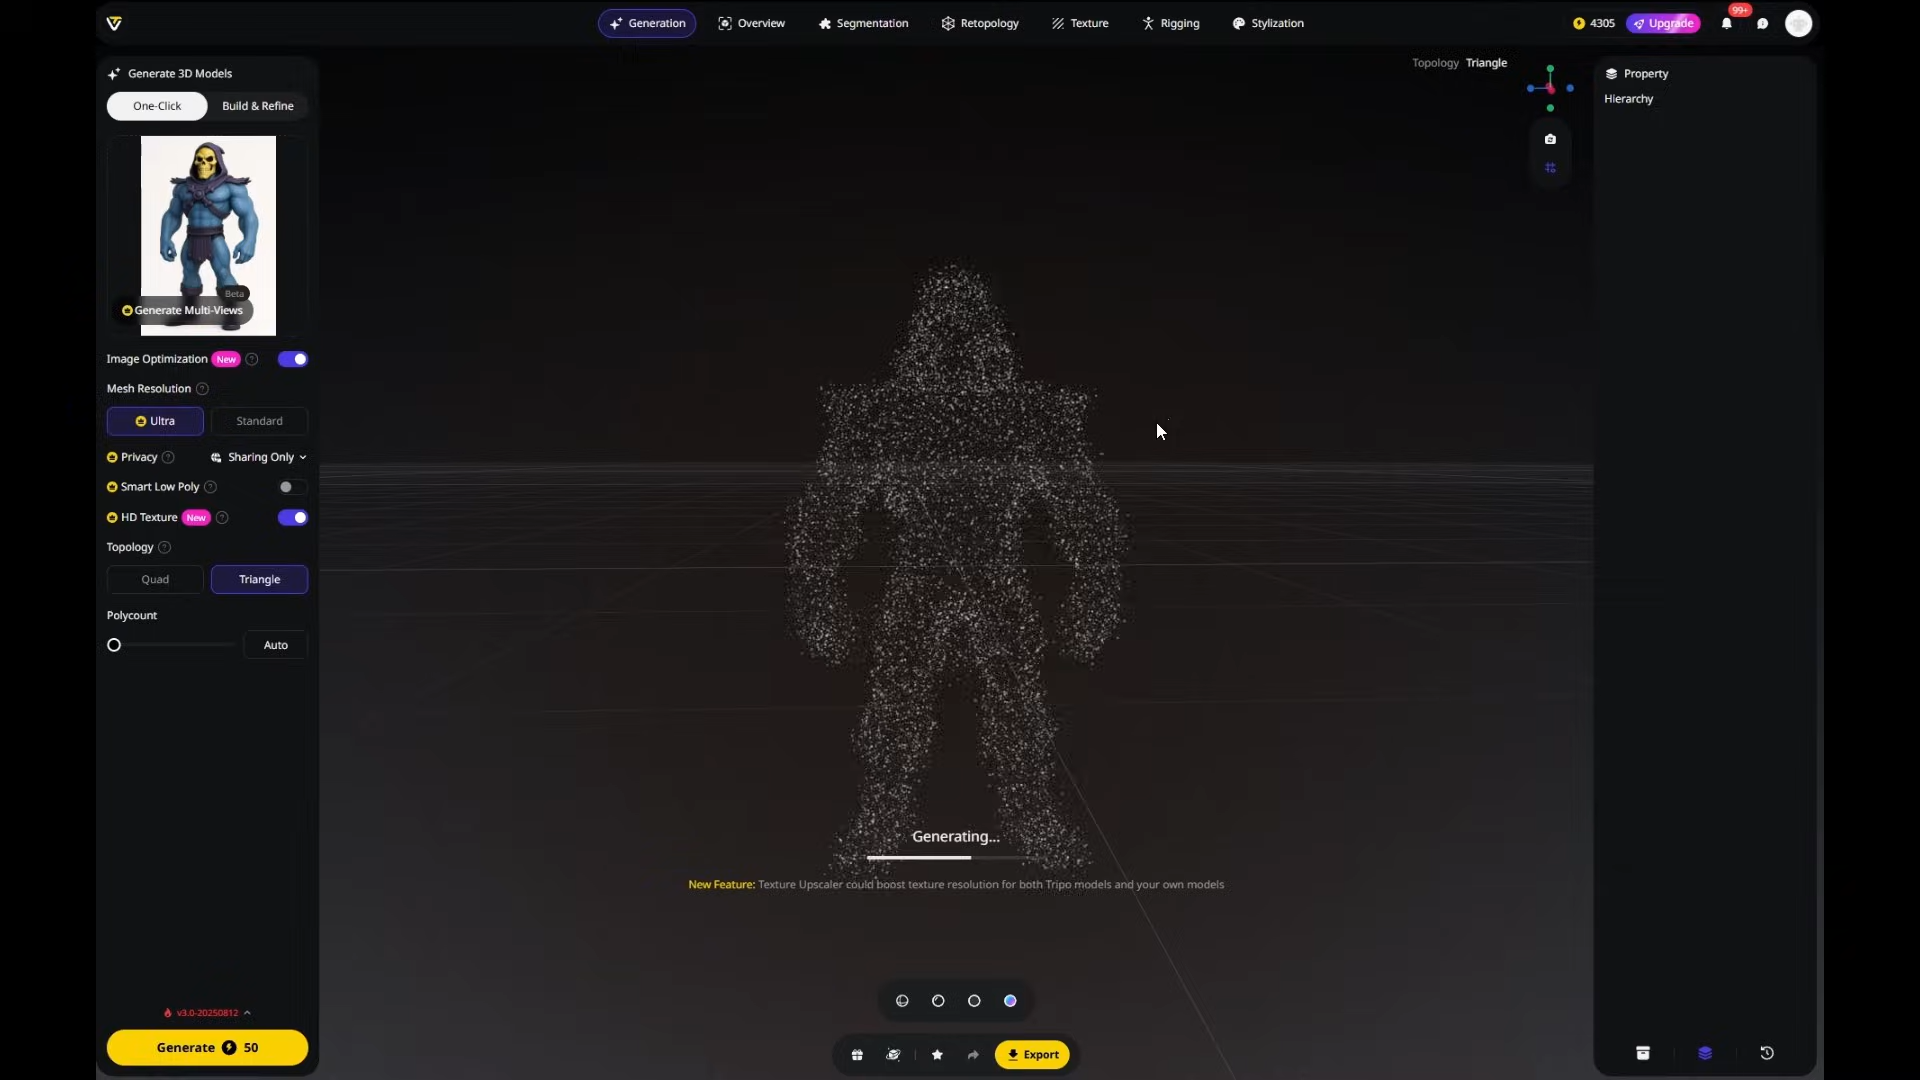 Generation
Overview
Segmentation
Retopology
Texture
Rigging
Stylization
4305
Upgrade
99+
Generate 3D Models
One-Click
Build & Refine
Beta
Generate Multi-Views
Image Optimization New ?
Mesh Resolution ?
Ultra
Standard
Privacy ?
Sharing Only
Smart Low Poly ?
HD Texture New ?
Topology ?
Quad
Triangle
Polycount
Auto
v3.0-20250812
Generate 50
Topology Triangle
Generating...
New Feature: Texture Upscaler could boost texture resolution for both Tripo models and your own models
Export
Property
Hierarchy